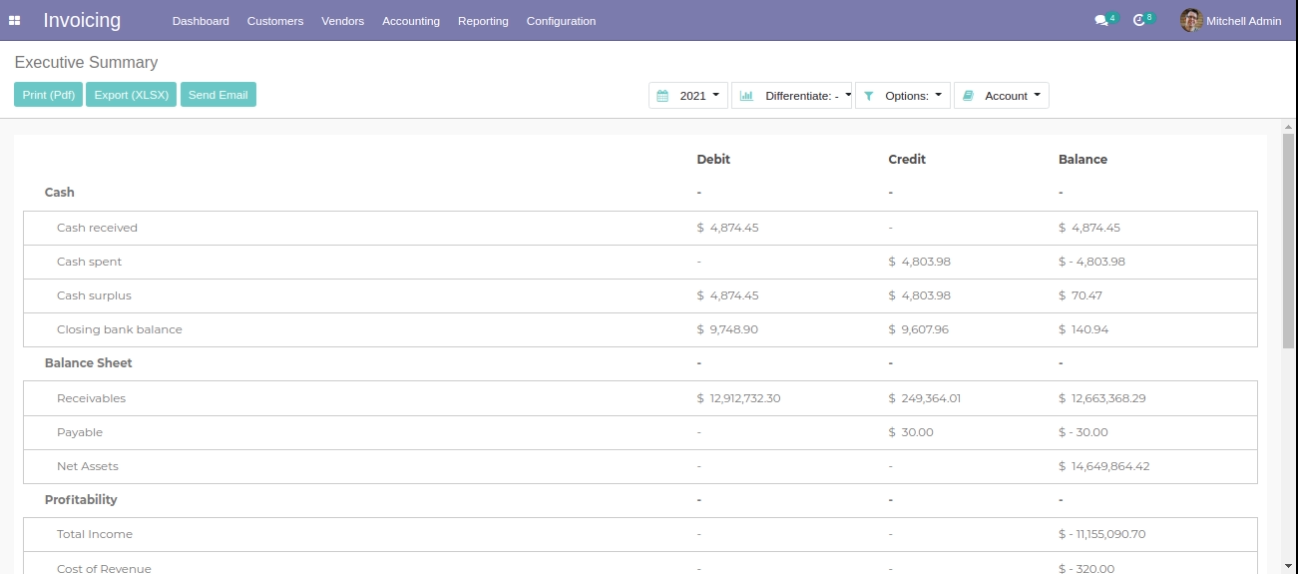 Invoicing Dashboard Customers Vendors Accounting Reporting Configuration 4 8 Mitchell Admin
Executive Summary
Print (Pdf) Export (XLSX) Send Email 2021 Differentiate: - Options: Account
Debit Credit Balance
Cash - - -
Cash received $ 4,874.45 - $ 4,874.45
Cash spent - $ 4,803.98 $ - 4,803.98
Cash surplus $ 4,874.45 $ 4,803.98 $ 70.47
Closing bank balance $ 9,748.90 $ 9,607.96 $ 140.94
Balance Sheet - - -
Receivables $ 12,912,732.30 $ 249,364.01 $ 12,663,368.29
Payable - $ 30.00 $ - 30.00
Net Assets - - $ 14,649,864.42
Profitability - - -
Total Income - - $ - 11,155,090.70
Cost of Revenue - - $ - 320.00